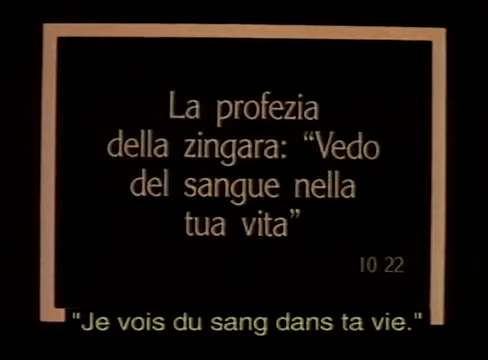 La profezia
della zingara: “Vedo
del sangue nella
tua vita”
10 22
"Je vois du sang dans ta vie."